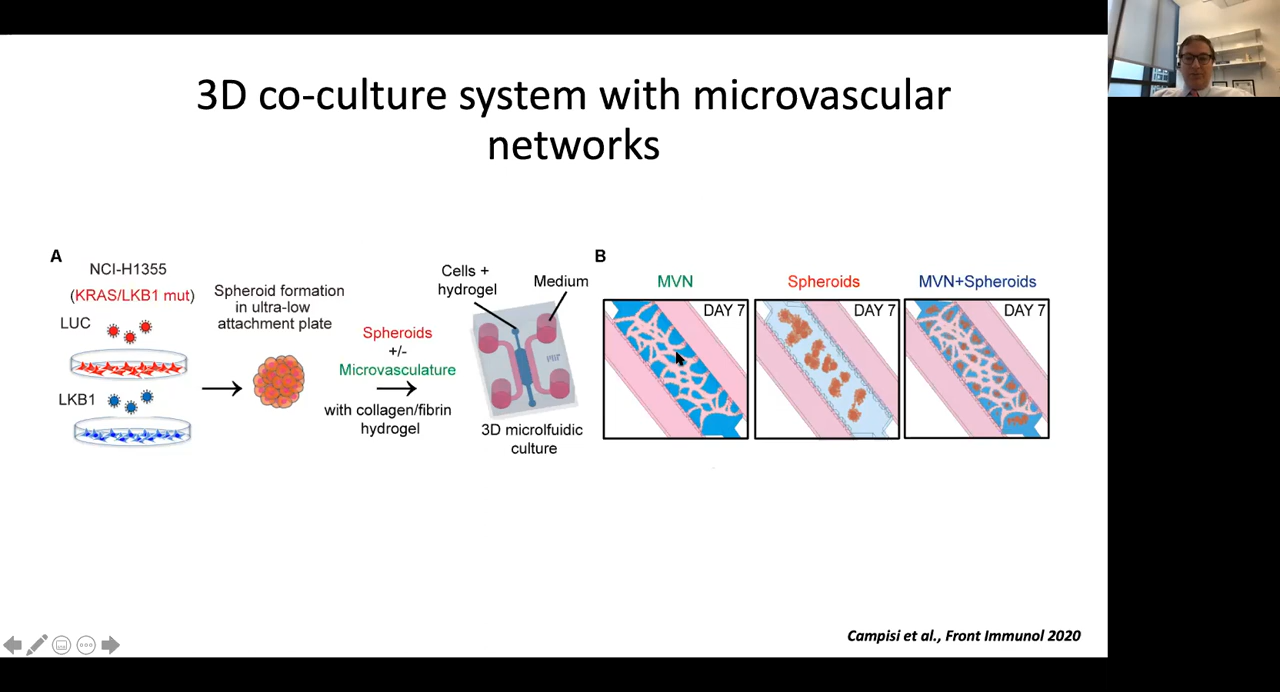 3D co-culture system with microvascular
networks
A
NCI-H1355
(KRAS/LKB1 mut)
LUC
LKB1
Spheroid formation
in ultra-low
attachment plate
Spheroids
+/-
Microvasculature
with collagen/fibrin
hydrogel
Cells +
hydrogel
Medium
3D microlfuidic
culture
B
MVN
DAY 7
Spheroids
DAY 7
MVN+Spheroids
DAY 7
Campisi et al., Front Immunol 2020